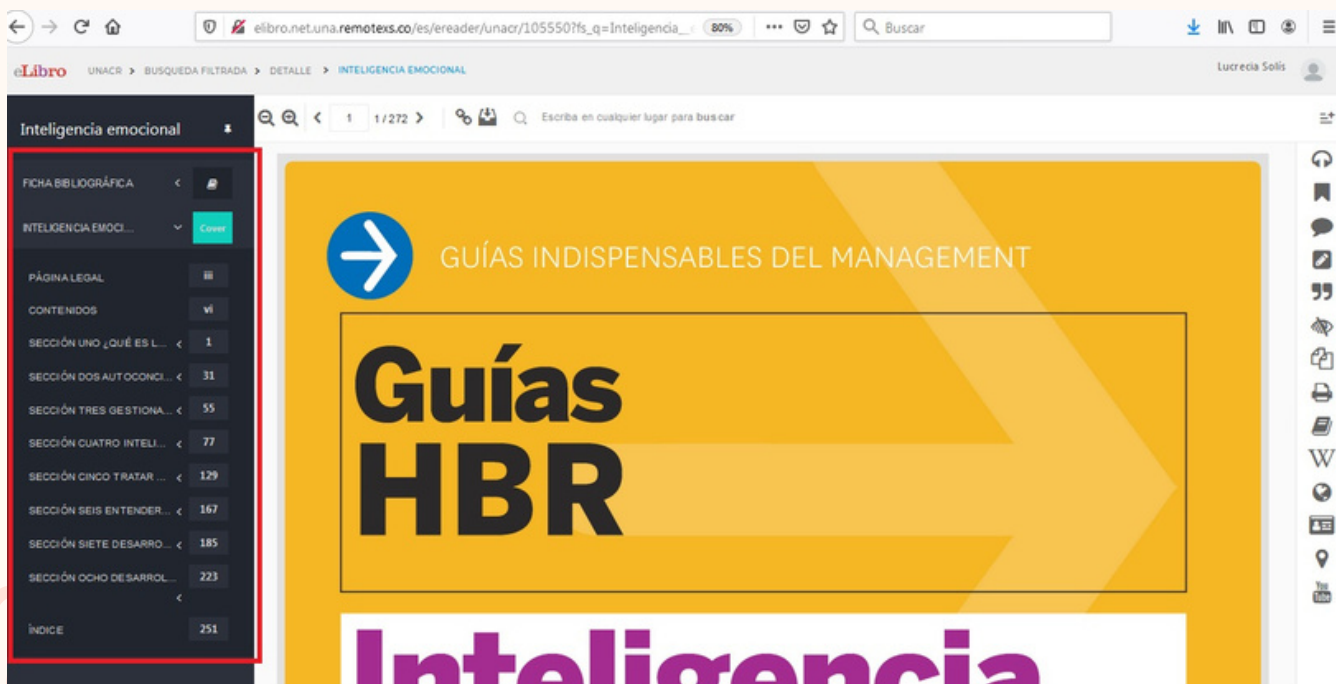 elibro.net.una.remotexs.co/es/ereader/unacr/105550?fs_q=Inteligencia__ 80% Buscar
eLibro UNACR > BUSQUEDA FILTRADA > DETALLE > INTELIGENCIA EMOCIONAL Lucrecia Solís
Inteligencia emocional
1 1/272 Escriba en cualquier lugar para buscar
FICHA BIBLIOGRÁFICA
INTELIGENCIA EMOCI... Cover
PÁGINA LEGAL iii
CONTENIDOS vi
SECCIÓN UNO ¿QUÉ ES L... 1
SECCIÓN DOS AUTOCONCI... 31
SECCIÓN TRES GESTIONA... 55
SECCIÓN CUATRO INTELI... 77
SECCIÓN CINCO TRATAR ... 129
SECCIÓN SEIS ENTENDER... 167
SECCIÓN SIETE DESARRO... 185
SECCIÓN OCHO DESARROL... 223
ÍNDICE 251
GUÍAS INDISPENSABLES DEL MANAGEMENT
Guías
HBR
Inteligencia
W
You
Tube